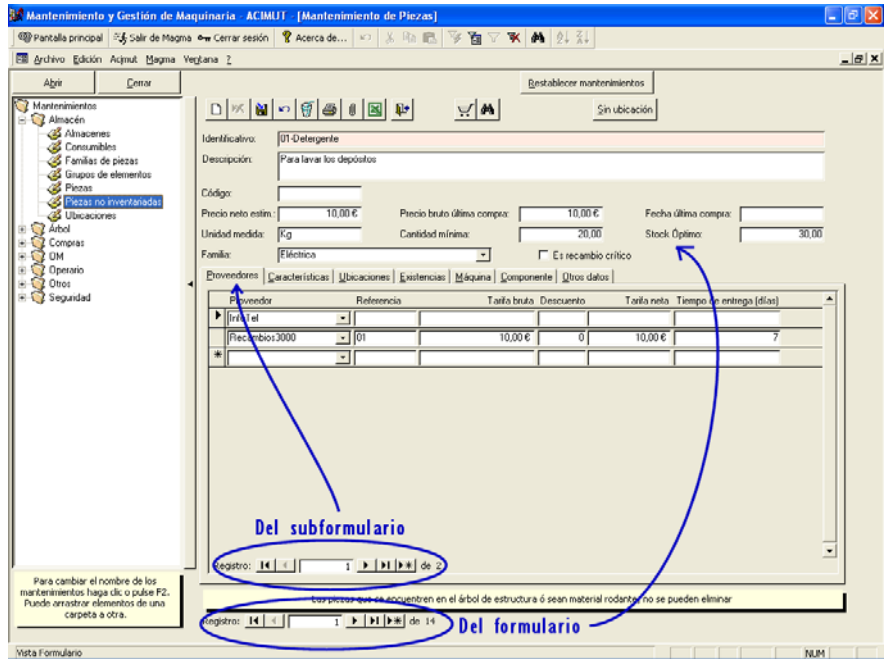 Mantenimiento y Gestión de Maquinaria - ACIMUT - [Mantenimiento de Piezas]
Pantalla principal Salir de Magma Cerrar sesión Acerca de...
Archivo Edición Acimut Magma Ventana ?
Abrir Cerrar Restablecer mantenimientos
Mantenimientos
Almacén
Almacenes
Consumibles
Familias de piezas
Grupos de elementos
Piezas
Piezas no inventariadas
Ubicaciones
Árbol
Compras
OM
Operario
Otros
Seguridad
Sin ubicación
Identificativo: 01-Detergente
Descripción: Para lavar los depósitos
Código:
Precio neto estim.: 10,00 € Precio bruto última compra: 10,00 € Fecha última compra:
Unidad medida: Kg Cantidad mínima: 20,00 Stock Óptimo: 30,00
Familia: Eléctrica Es recambio crítico
Proveedores Características Ubicaciones Existencias Máquina Componente Otros datos
Proveedor Referencia Tarifa bruta Descuento Tarifa neta Tiempo de entrega (días)
InfoTel
Recambios3000 01 10,00 € 0 10,00 € 7
Del subformulario
Registro: 1 de 2
Para cambiar el nombre de los
mantenimientos haga clic o pulse F2.
Puede arrastrar elementos de una
carpeta a otra.
Las piezas que se encuentren en el árbol de estructura ó sean material rodante, no se pueden eliminar
Registro: 1 de 14
Del formulario
Vista Formulario NUM